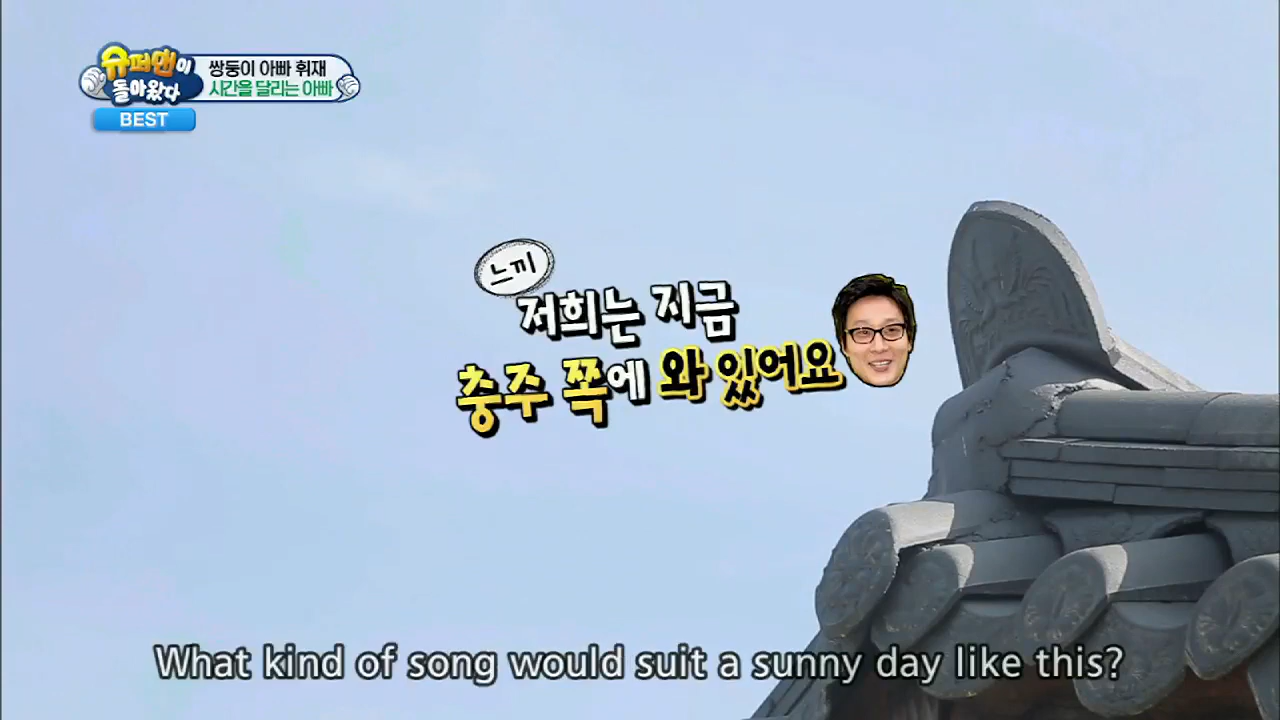 슈퍼맨이
돌아왔다
쌍둥이 아빠 휘재
시간을 달리는 아빠
BEST
느끼
저희는 지금
충주 쪽에 와 있어요
What kind of song would suit a sunny day like this?